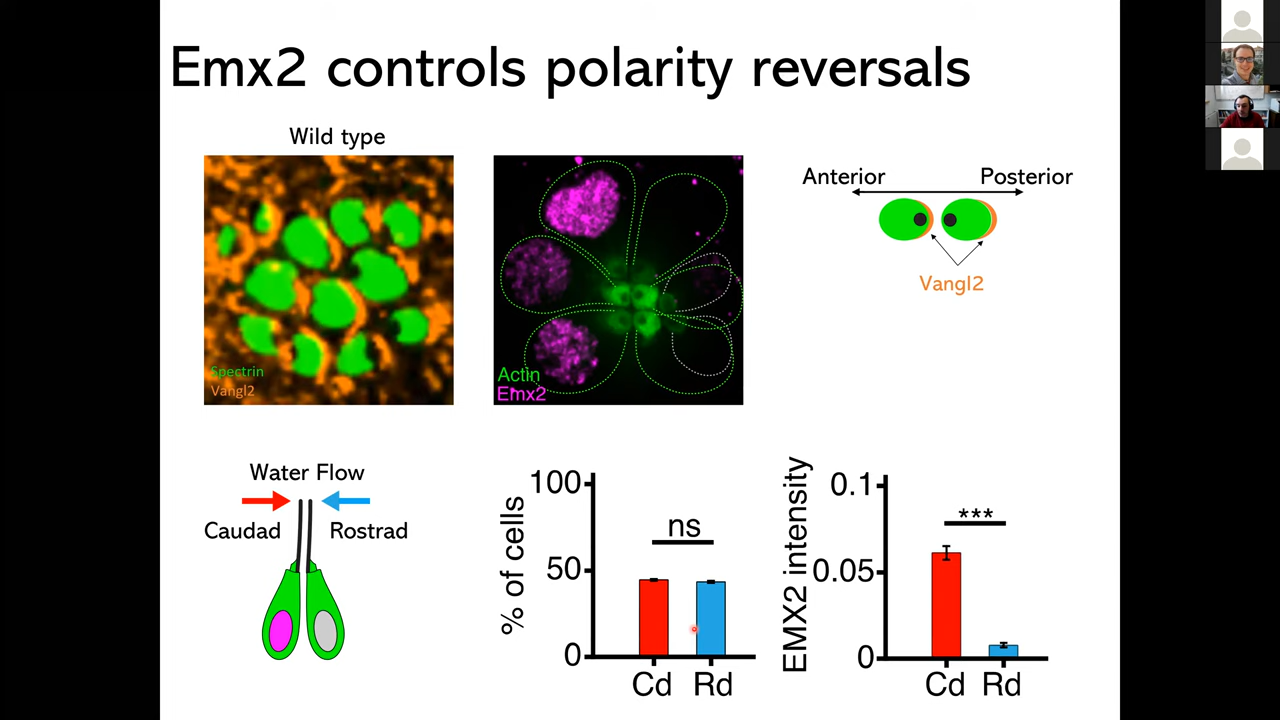 Emx2 controls polarity reversals
Wild type
Spectrin
Vangl2
Actin
Emx2
Anterior
Posterior
Vangl2
Water Flow
Caudad
Rostrad
% of cells
100
50
0
ns
Cd Rd
EMX2 intensity
0.1
0.05
0
***
Cd Rd